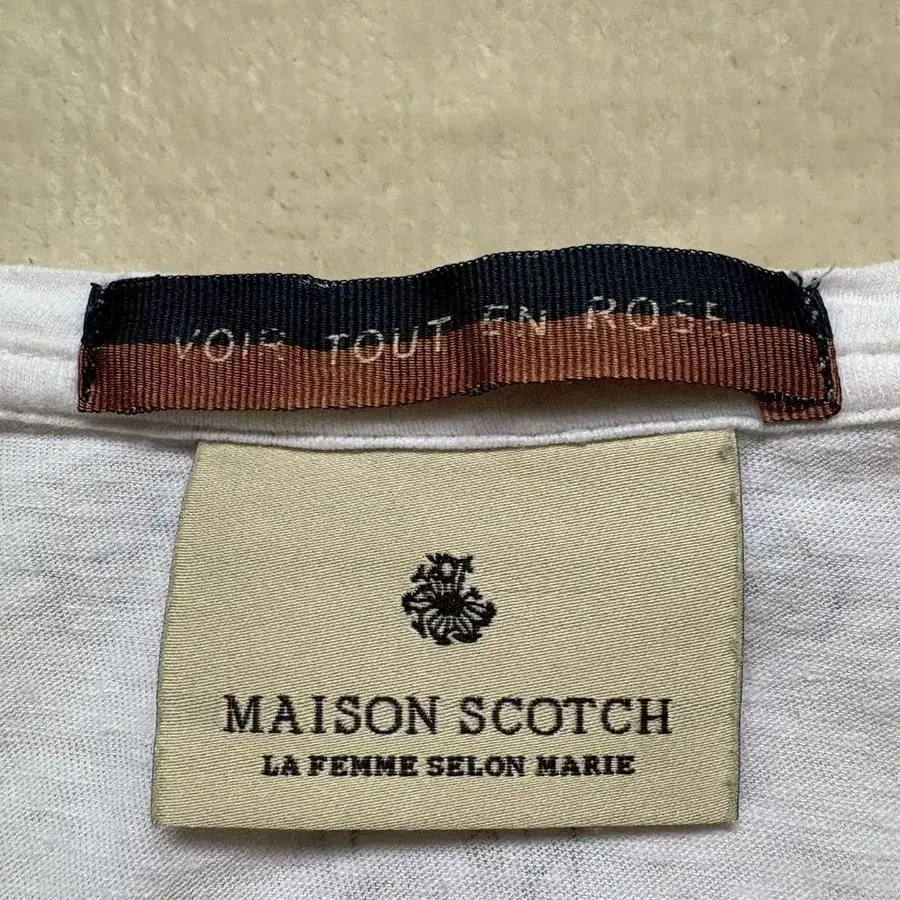 VOIR TOUT EN ROSE
MAISON SCOTCH
LA FEMME SELON MARIE